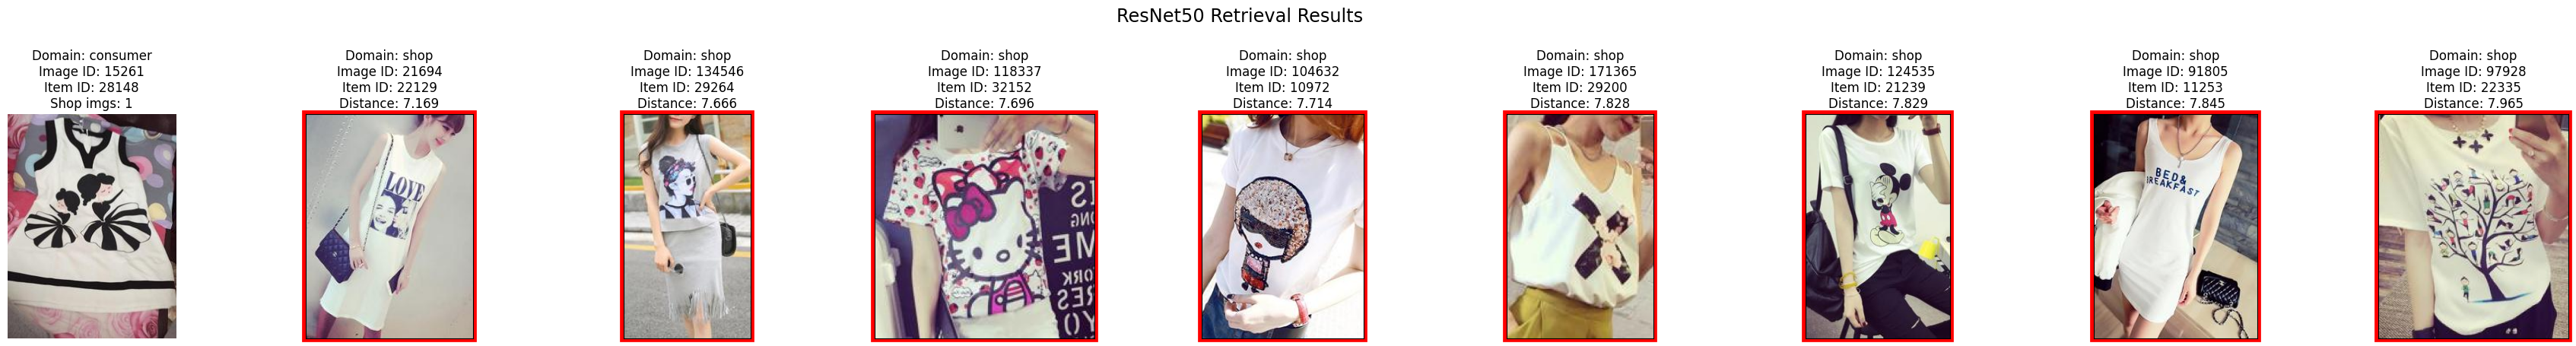 ResNet50 Retrieval Results
Domain: consumer
Image ID: 15261
Item ID: 28148
Shop imgs: 1
Domain: shop
Image ID: 21694
Item ID: 22129
Distance: 7.169
Domain: shop
Image ID: 134546
Item ID: 29264
Distance: 7.666
Domain: shop
Image ID: 118337
Item ID: 32152
Distance: 7.696
Domain: shop
Image ID: 104632
Item ID: 10972
Distance: 7.714
Domain: shop
Image ID: 171365
Item ID: 29200
Distance: 7.828
Domain: shop
Image ID: 124535
Item ID: 21239
Distance: 7.829
Domain: shop
Image ID: 91805
Item ID: 11253
Distance: 7.845
Domain: shop
Image ID: 97928
Item ID: 22335
Distance: 7.965
LOVE
BED&
BREAKFAST